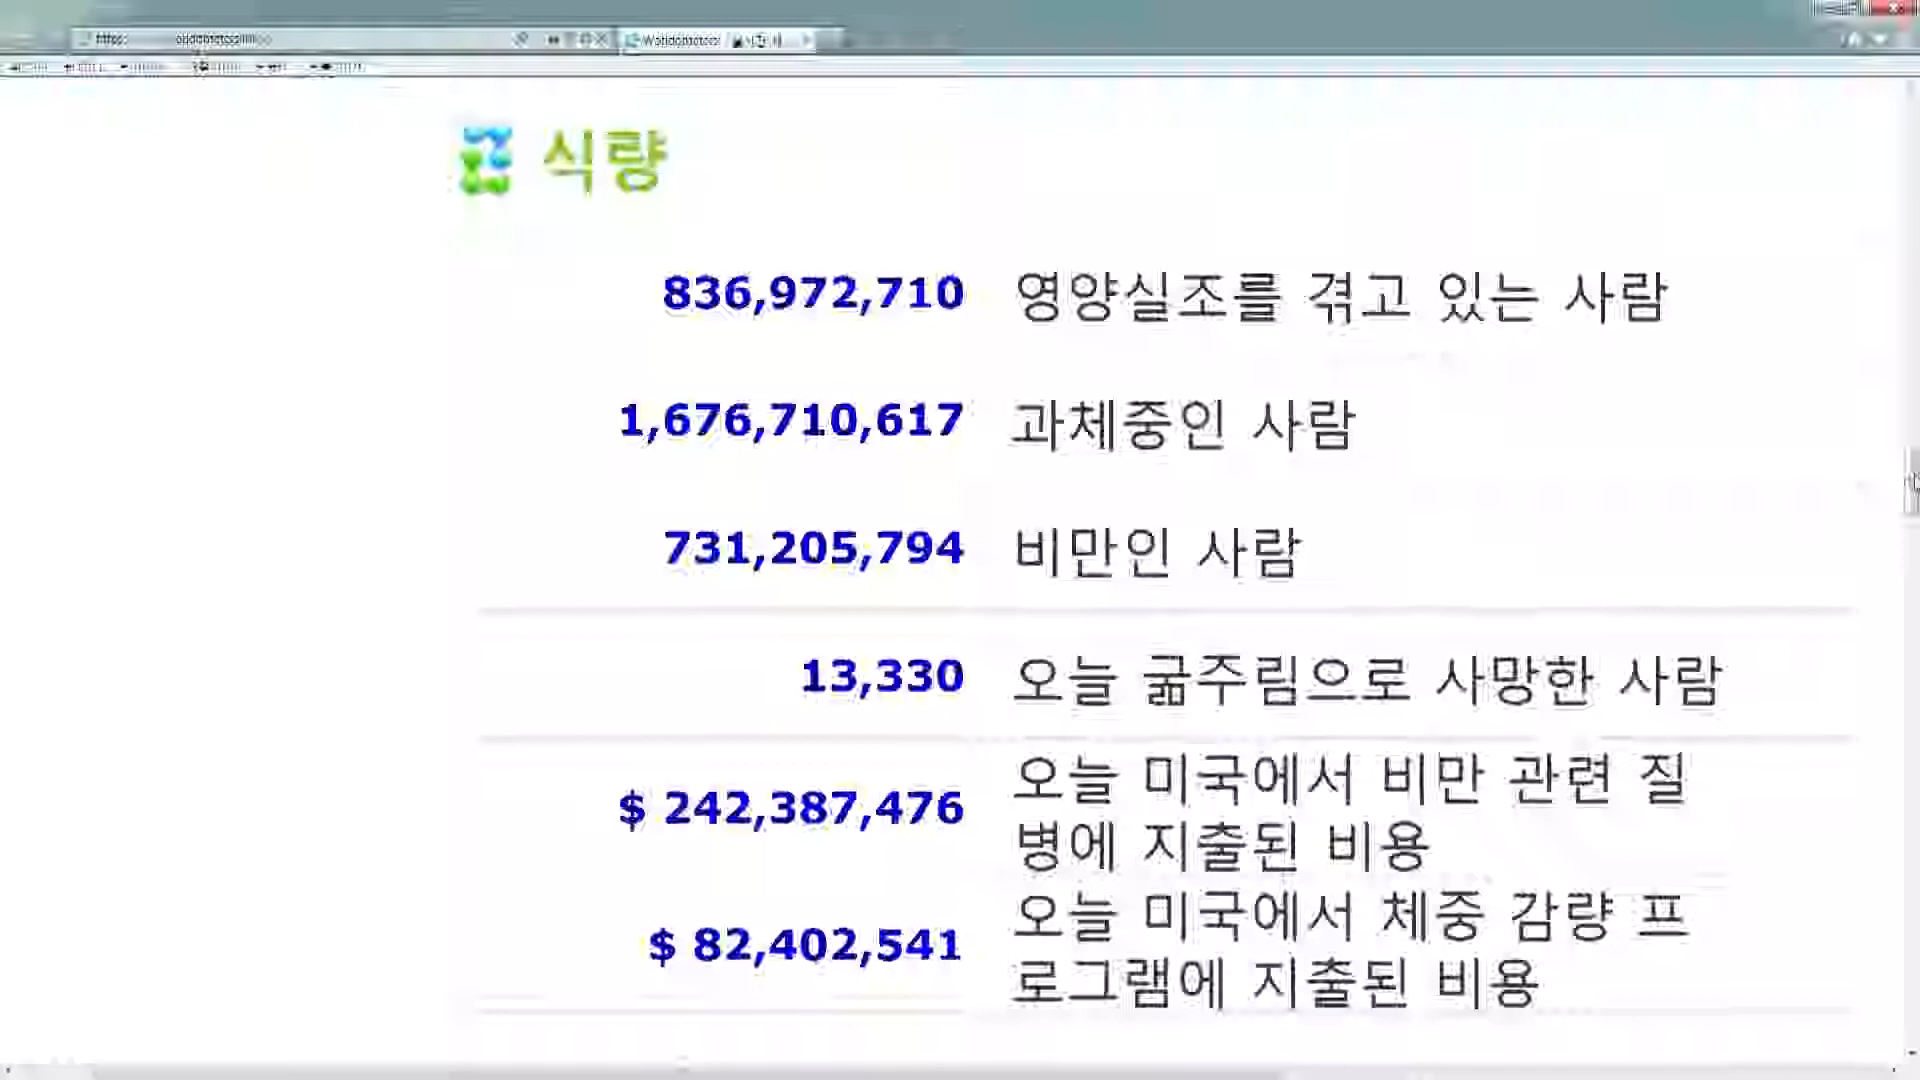 식량
836,972,710 영양실조를 겪고 있는 사람
1,676,710,617 과체중인 사람
731,205,794 비만인 사람
13,330 오늘 굶주림으로 사망한 사람
$ 242,387,476 오늘 미국에서 비만 관련 질
병에 지출된 비용
$ 82,402,541 오늘 미국에서 체중 감량 프
로그램에 지출된 비용